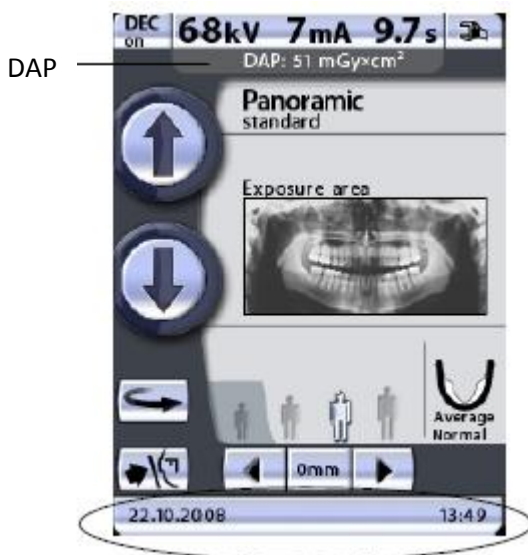 DEC on 68kV 7mA 9.7s
DAP: 51 mGy×cm²
DAP
Panoramic
standard
Exposure area
Average
Normal
0mm
22.10.2008 13:49